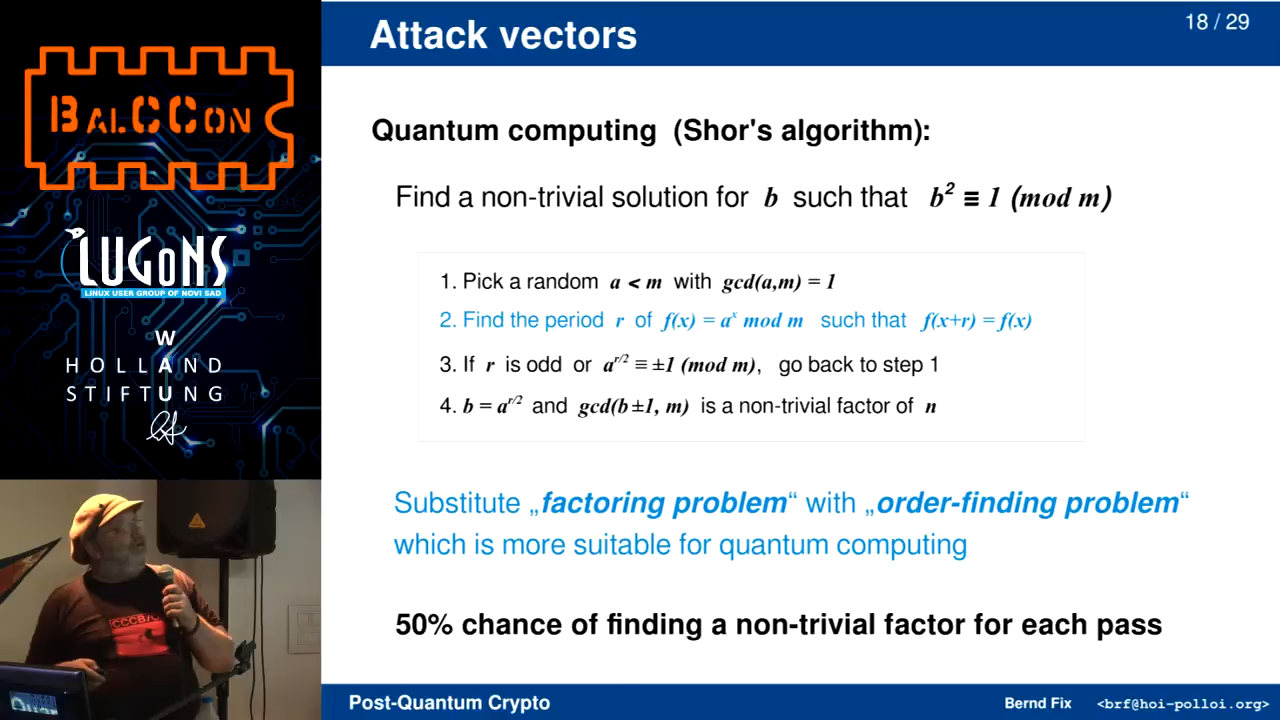 BALCCON
LUGoNS
LINUX USER GROUP OF NOVI SAD
W
HOLLAND
STIFTUNG
U
Attack vectors
18 / 29
Quantum computing (Shor's algorithm):
Find a non-trivial solution for b such that b² ≡ 1 (mod m)
1. Pick a random a < m with gcd(a,m) = 1
2. Find the period r of f(x) = aˣ mod m such that f(x+r) = f(x)
3. If r is odd or a^r/2 ≡ ±1 (mod m), go back to step 1
4. b = a^r/2 and gcd(b ±1, m) is a non-trivial factor of n
Substitute „factoring problem“ with „order-finding problem“
which is more suitable for quantum computing
50% chance of finding a non-trivial factor for each pass
Post-Quantum Crypto
Bernd Fix <brf@hoi-polloi.org>